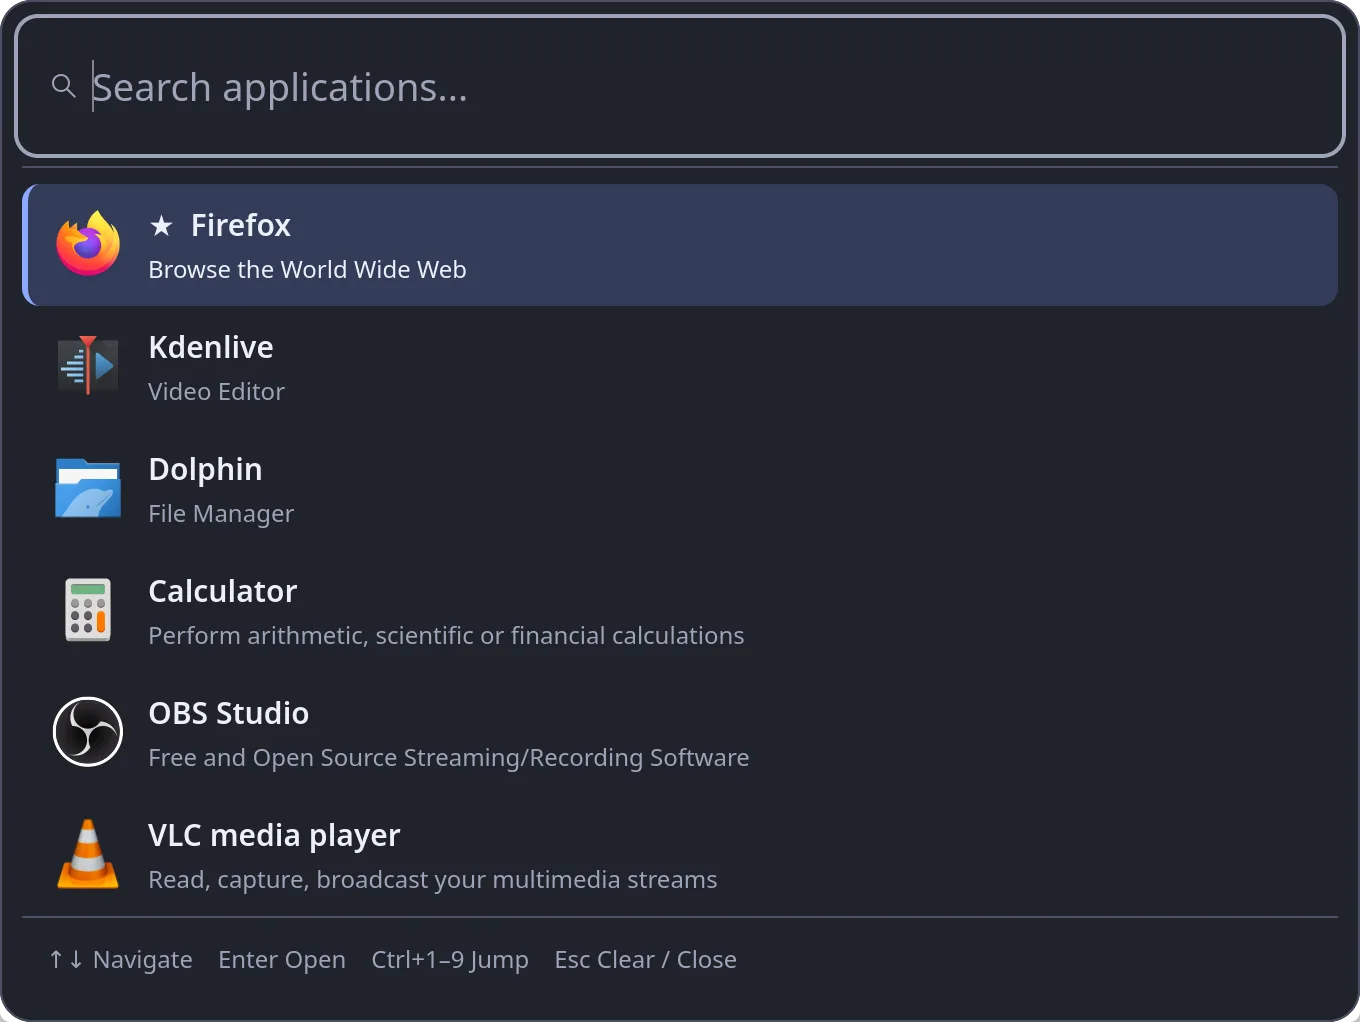 Search applications...
★ Firefox
Browse the World Wide Web
Kdenlive
Video Editor
Dolphin
File Manager
Calculator
Perform arithmetic, scientific or financial calculations
OBS Studio
Free and Open Source Streaming/Recording Software
VLC media player
Read, capture, broadcast your multimedia streams
↑↓ Navigate Enter Open Ctrl+1–9 Jump Esc Clear / Close